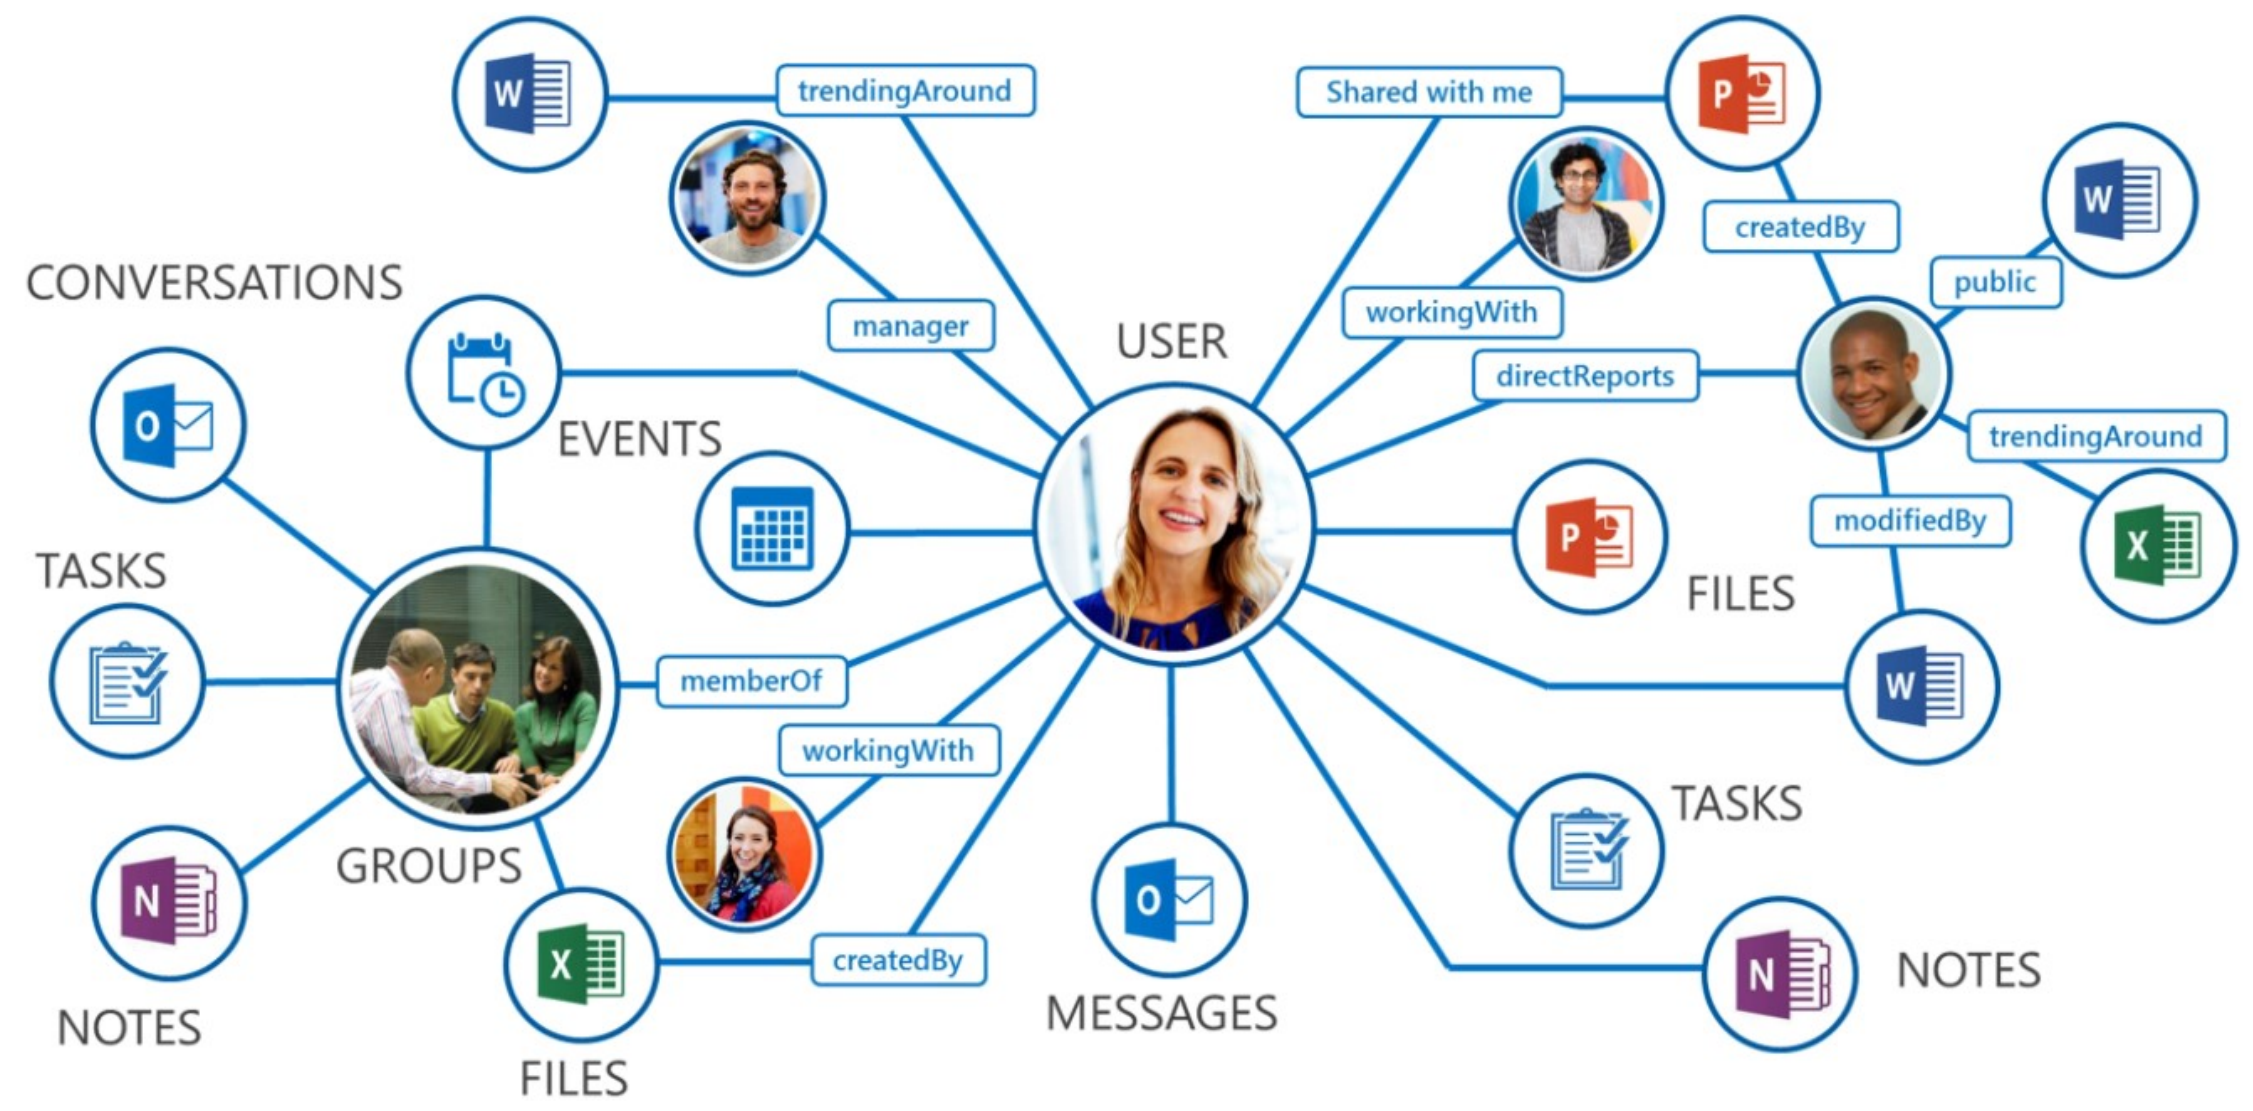 W
trendingAround
Shared with me
P
createdBy
W
public
CONVERSATIONS
manager
workingWith
USER
directReports
O
EVENTS
trendingAround
P
modifiedBy
X
TASKS
FILES
memberOf
W
workingWith
TASKS
GROUPS
N
O
X
createdBy
N
NOTES
MESSAGES
NOTES
FILES